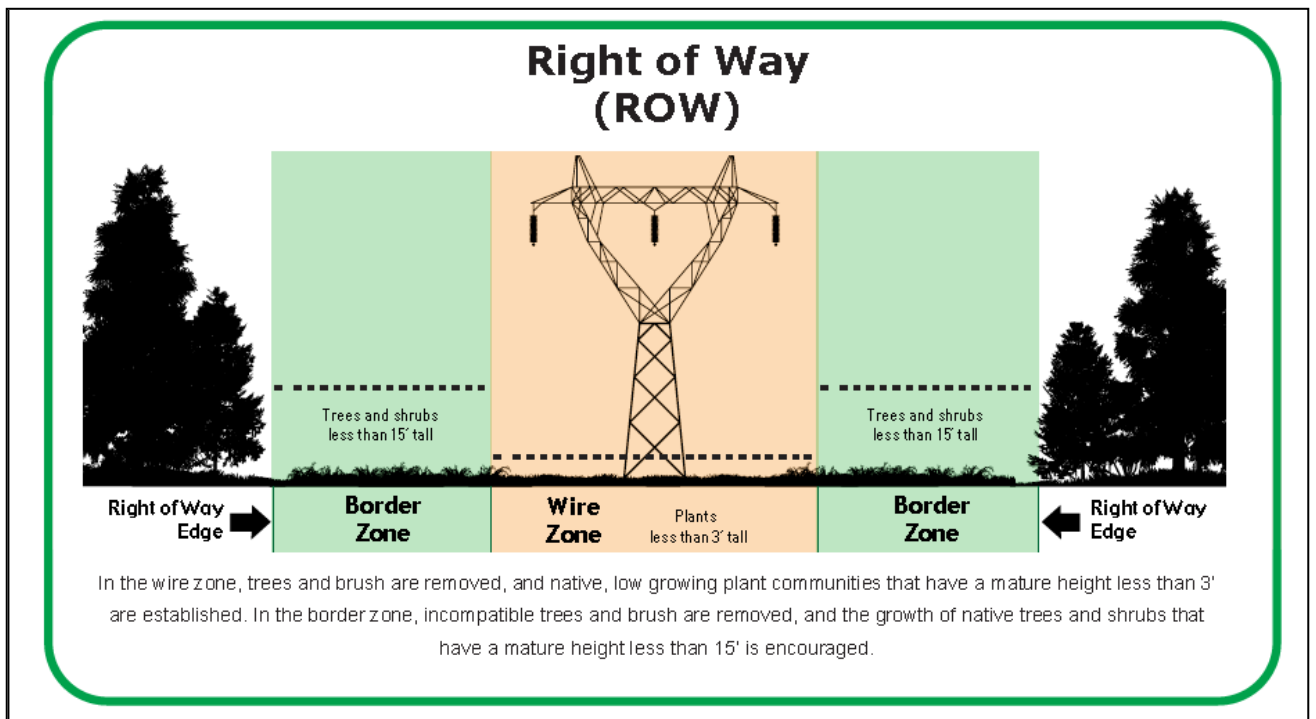 Right of Way
(ROW)
Trees and shrubs
less than 15' tall
Trees and shrubs
less than 15' tall
Right of Way
Edge
Border
Zone
Wire
Zone
Plants
less than 3' tall
Border
Zone
Right of Way
Edge
In the wire zone, trees and brush are removed, and native, low growing plant communities that have a mature height less than 3'
are established. In the border zone, incompatible trees and brush are removed, and the growth of native trees and shrubs that
have a mature height less than 15' is encouraged.